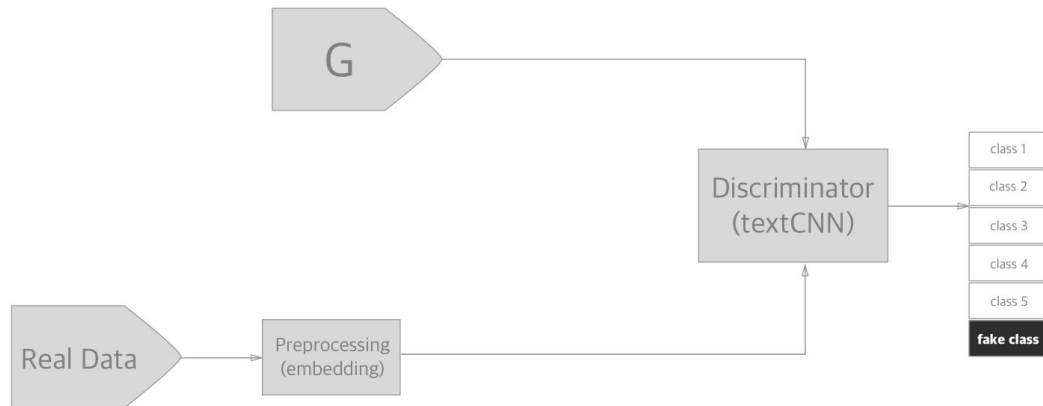 G
Discriminator
(textCNN)
class 1
class 2
class 3
class 4
class 5
fake class
Real Data
Preprocessing
(embedding)